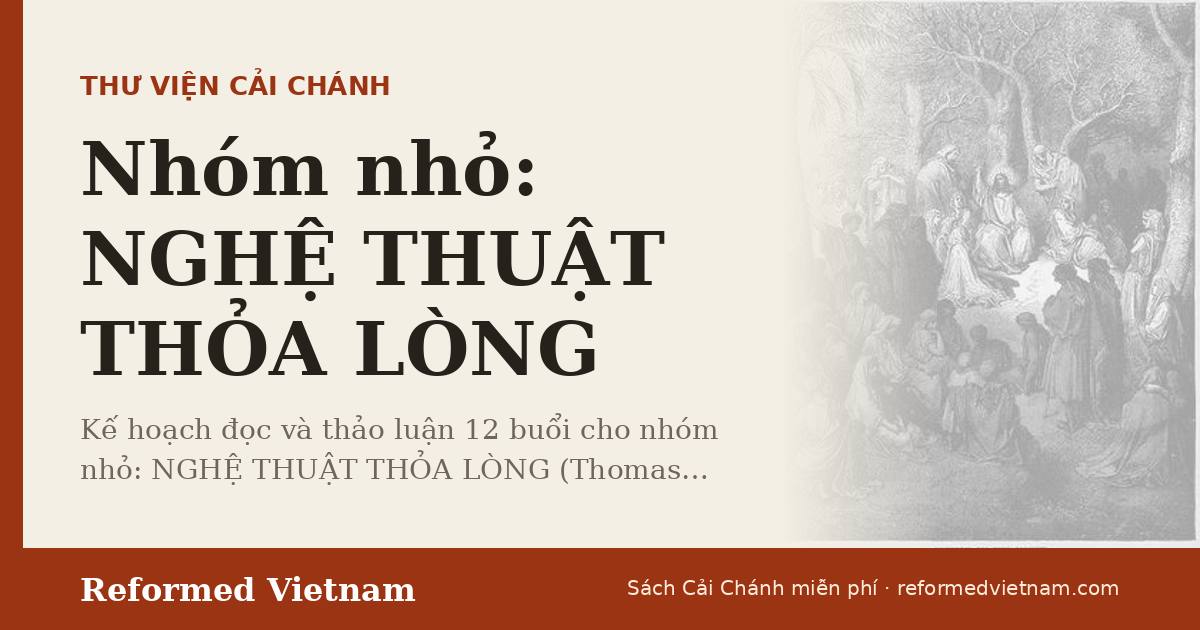 THƯ VIỆN CẢI CHÁNH
Nhóm nhỏ:
NGHỆ THUẬT
THỎA LÒNG
Kế hoạch đọc và thảo luận 12 buổi cho nhóm
nhỏ: NGHỆ THUẬT THỎA LÒNG (Thomas...
Reformed Vietnam
Sách Cải Chánh miễn phí · reformedvietnam.com